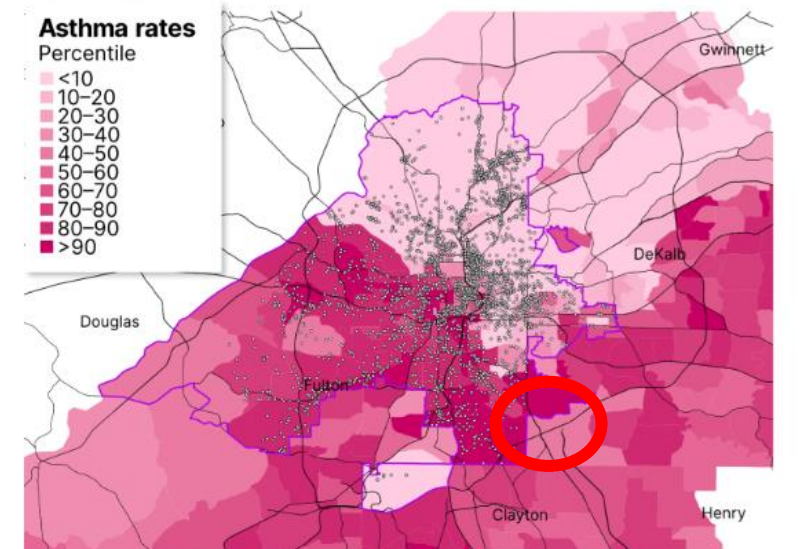 Asthma rates
Percentile
<10
10–20
20–30
30–40
40–50
50–60
60–70
70–80
80–90
>90
Gwinnett
DeKalb
Douglas
Fulton
Clayton
Henry